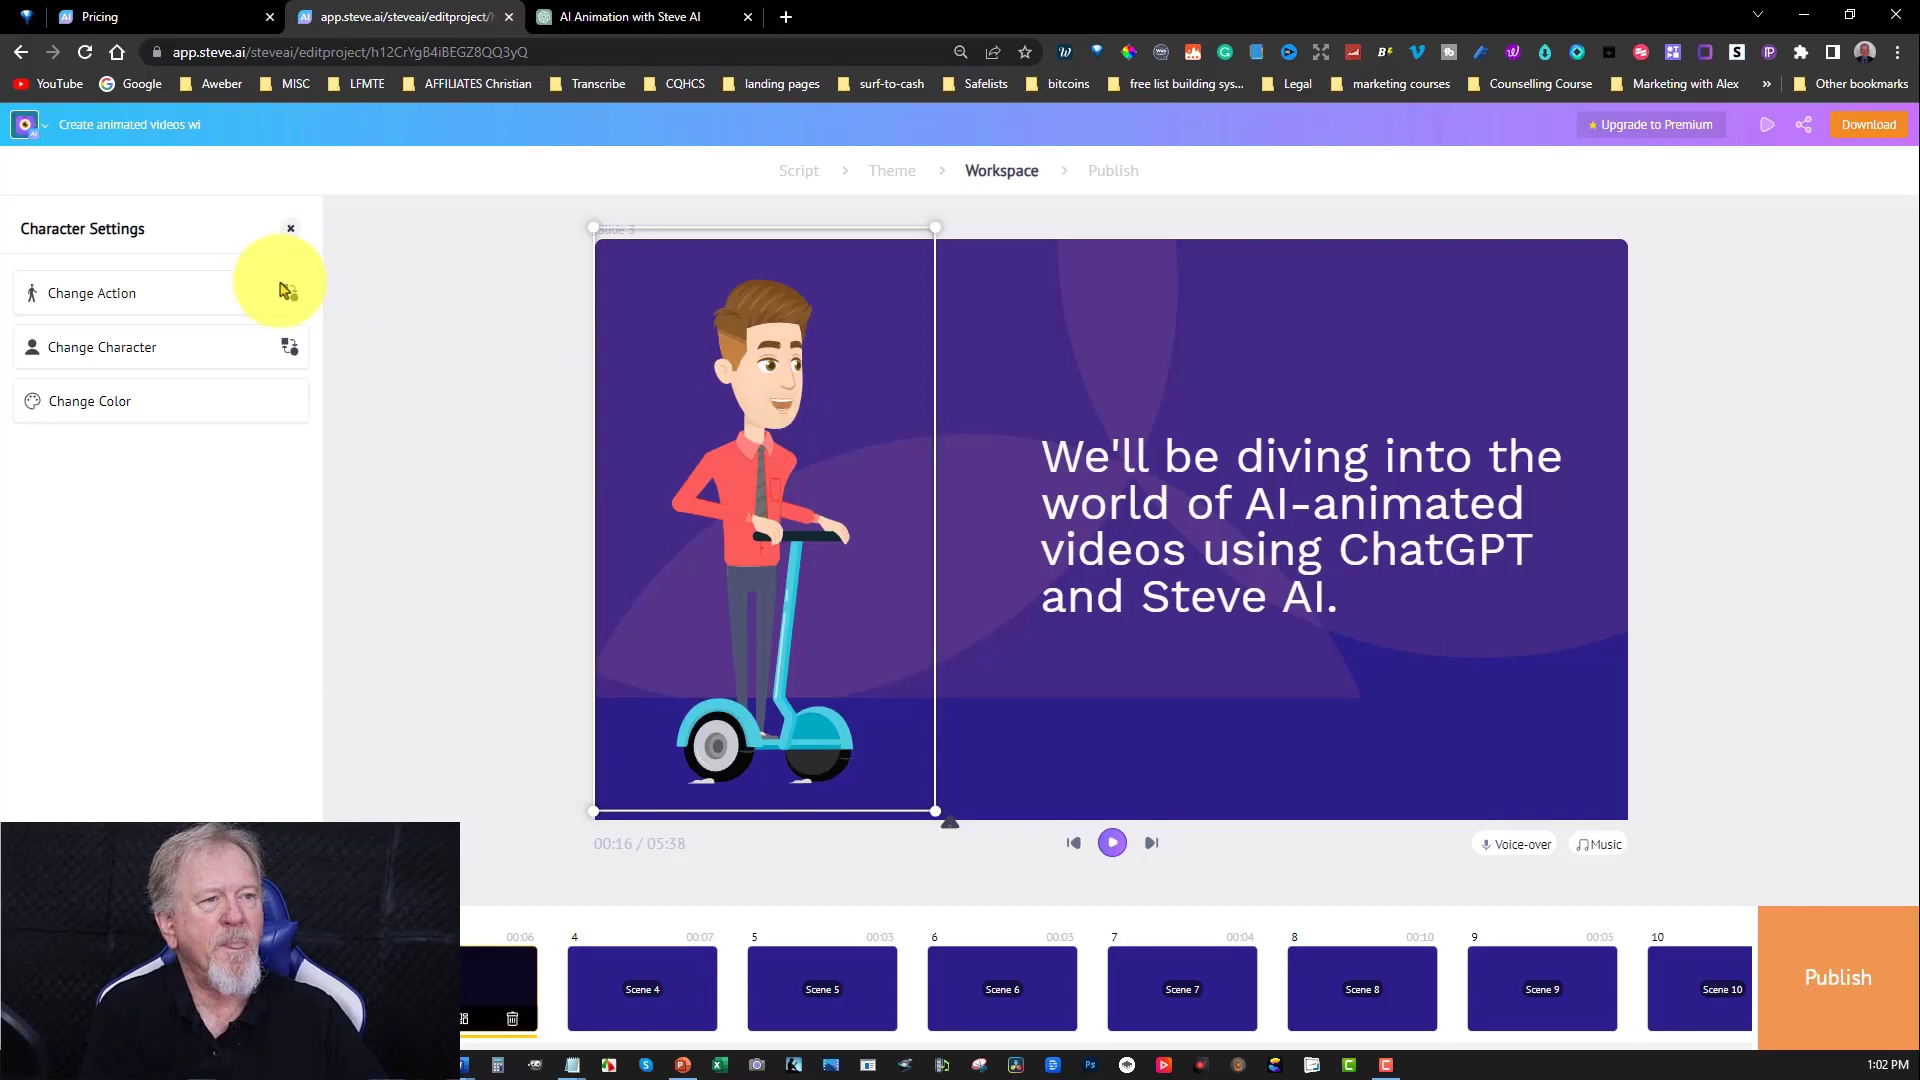 Pricing
app.steve.ai/steveai/editproject/
AI Animation with Steve AI
app.steve.ai/steveai/editproject/h12CrYgB4iBEGZ8QQ3yQ
YouTube
Google
Aweber
MISC
LFMTE
AFFILIATES Christian
Transcribe
CQHCS
landing pages
surf-to-cash
Safelists
bitcoins
free list building sys...
Legal
marketing courses
Counselling Course
Marketing with Alex
»
Other bookmarks
Create animated videos wi
Upgrade to Premium
Download
Script > Theme > Workspace > Publish
Character Settings
Slide 3
Change Action
Change Character
Change Color
We'll be diving into the
world of AI-animated
videos using ChatGPT
and Steve AI.
00:16 / 05:38
Voice-over
Music
00:06
4 00:07
5 00:03
6 00:03
7 00:04
8 00:10
9 00:05
10
Scene 4
Scene 5
Scene 6
Scene 7
Scene 8
Scene 9
Scene 10
Publish
1:02 PM